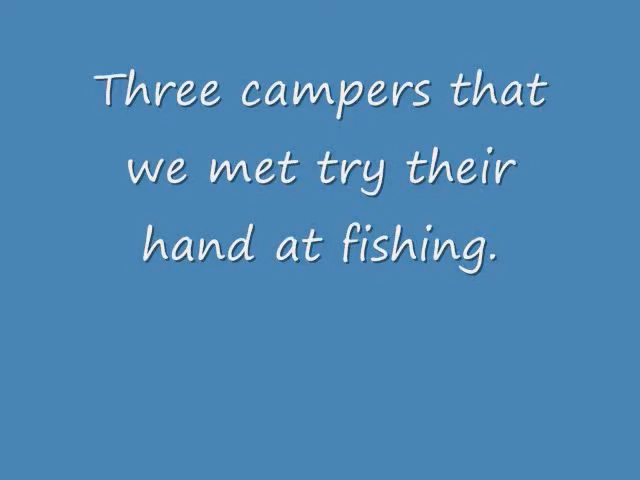 Three campers that
we met try their
hand at fishing.